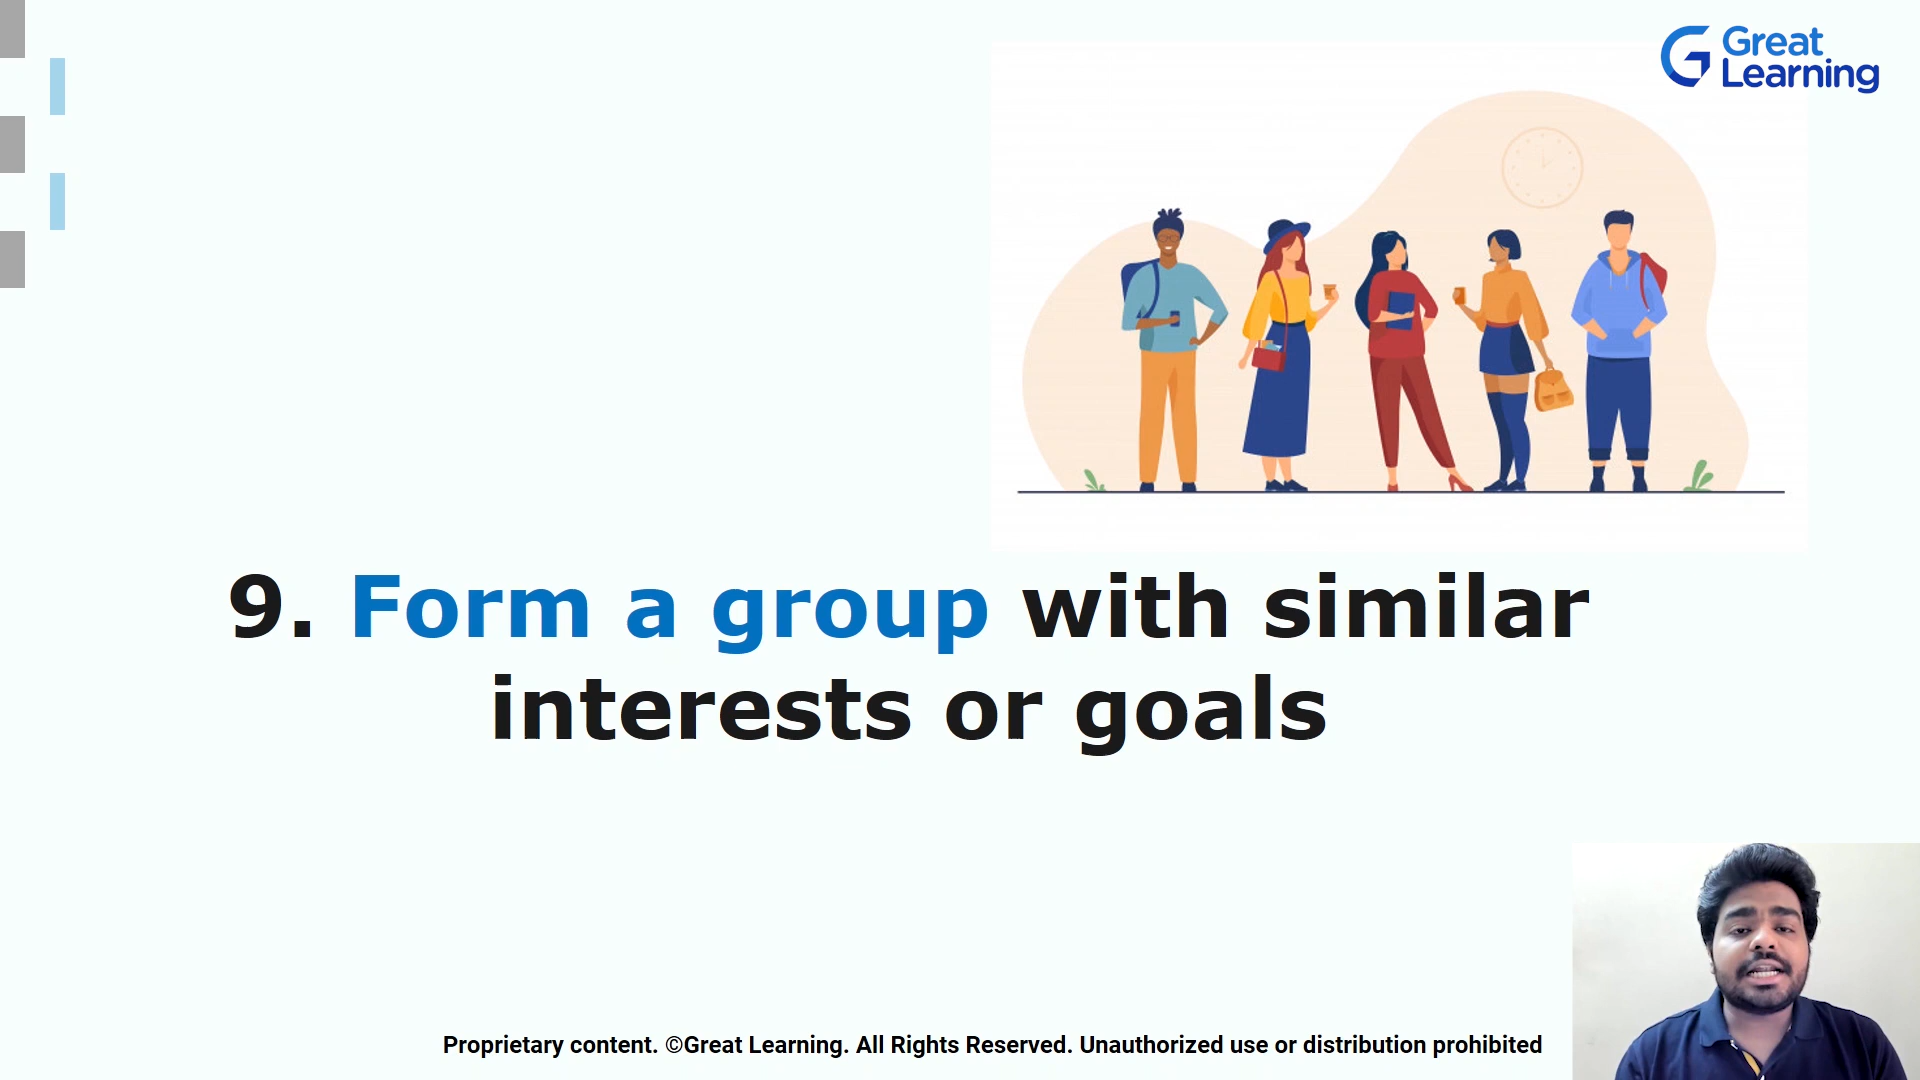 Great
Learning
9. Form a group with similar
interests or goals
Proprietary content. ©Great Learning. All Rights Reserved. Unauthorized use or distribution prohibited